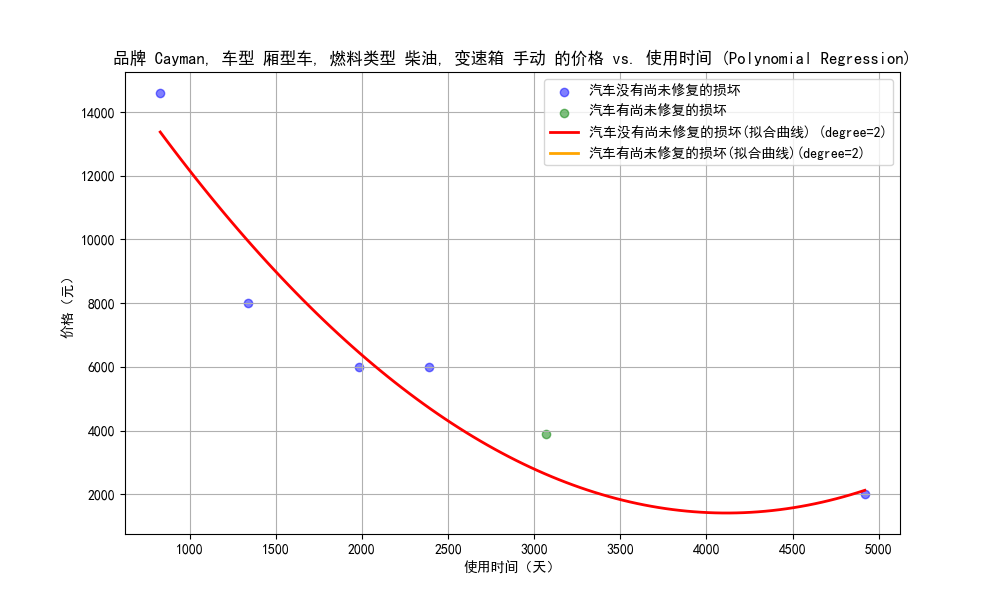 品牌 Cayman, 车型 厢型车, 燃料类型 柴油, 变速箱 手动 的价格 vs. 使用时间 (Polynomial Regression)
汽车没有尚未修复的损坏
汽车有尚未修复的损坏
汽车没有尚未修复的损坏(拟合曲线) (degree=2)
汽车有尚未修复的损坏(拟合曲线)(degree=2)
价格（元）
14000
12000
10000
8000
6000
4000
2000
1000 1500 2000 2500 3000 3500 4000 4500 5000
使用时间（天）